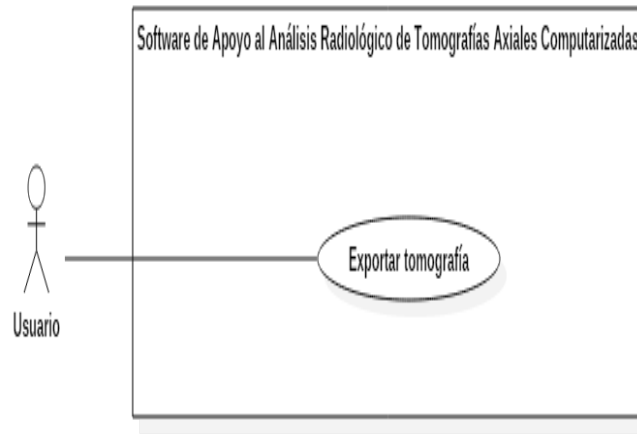 Software de Apoyo al Análisis Radiológico de Tomografías Axiales Computarizadas
Exportar tomografía
Usuario